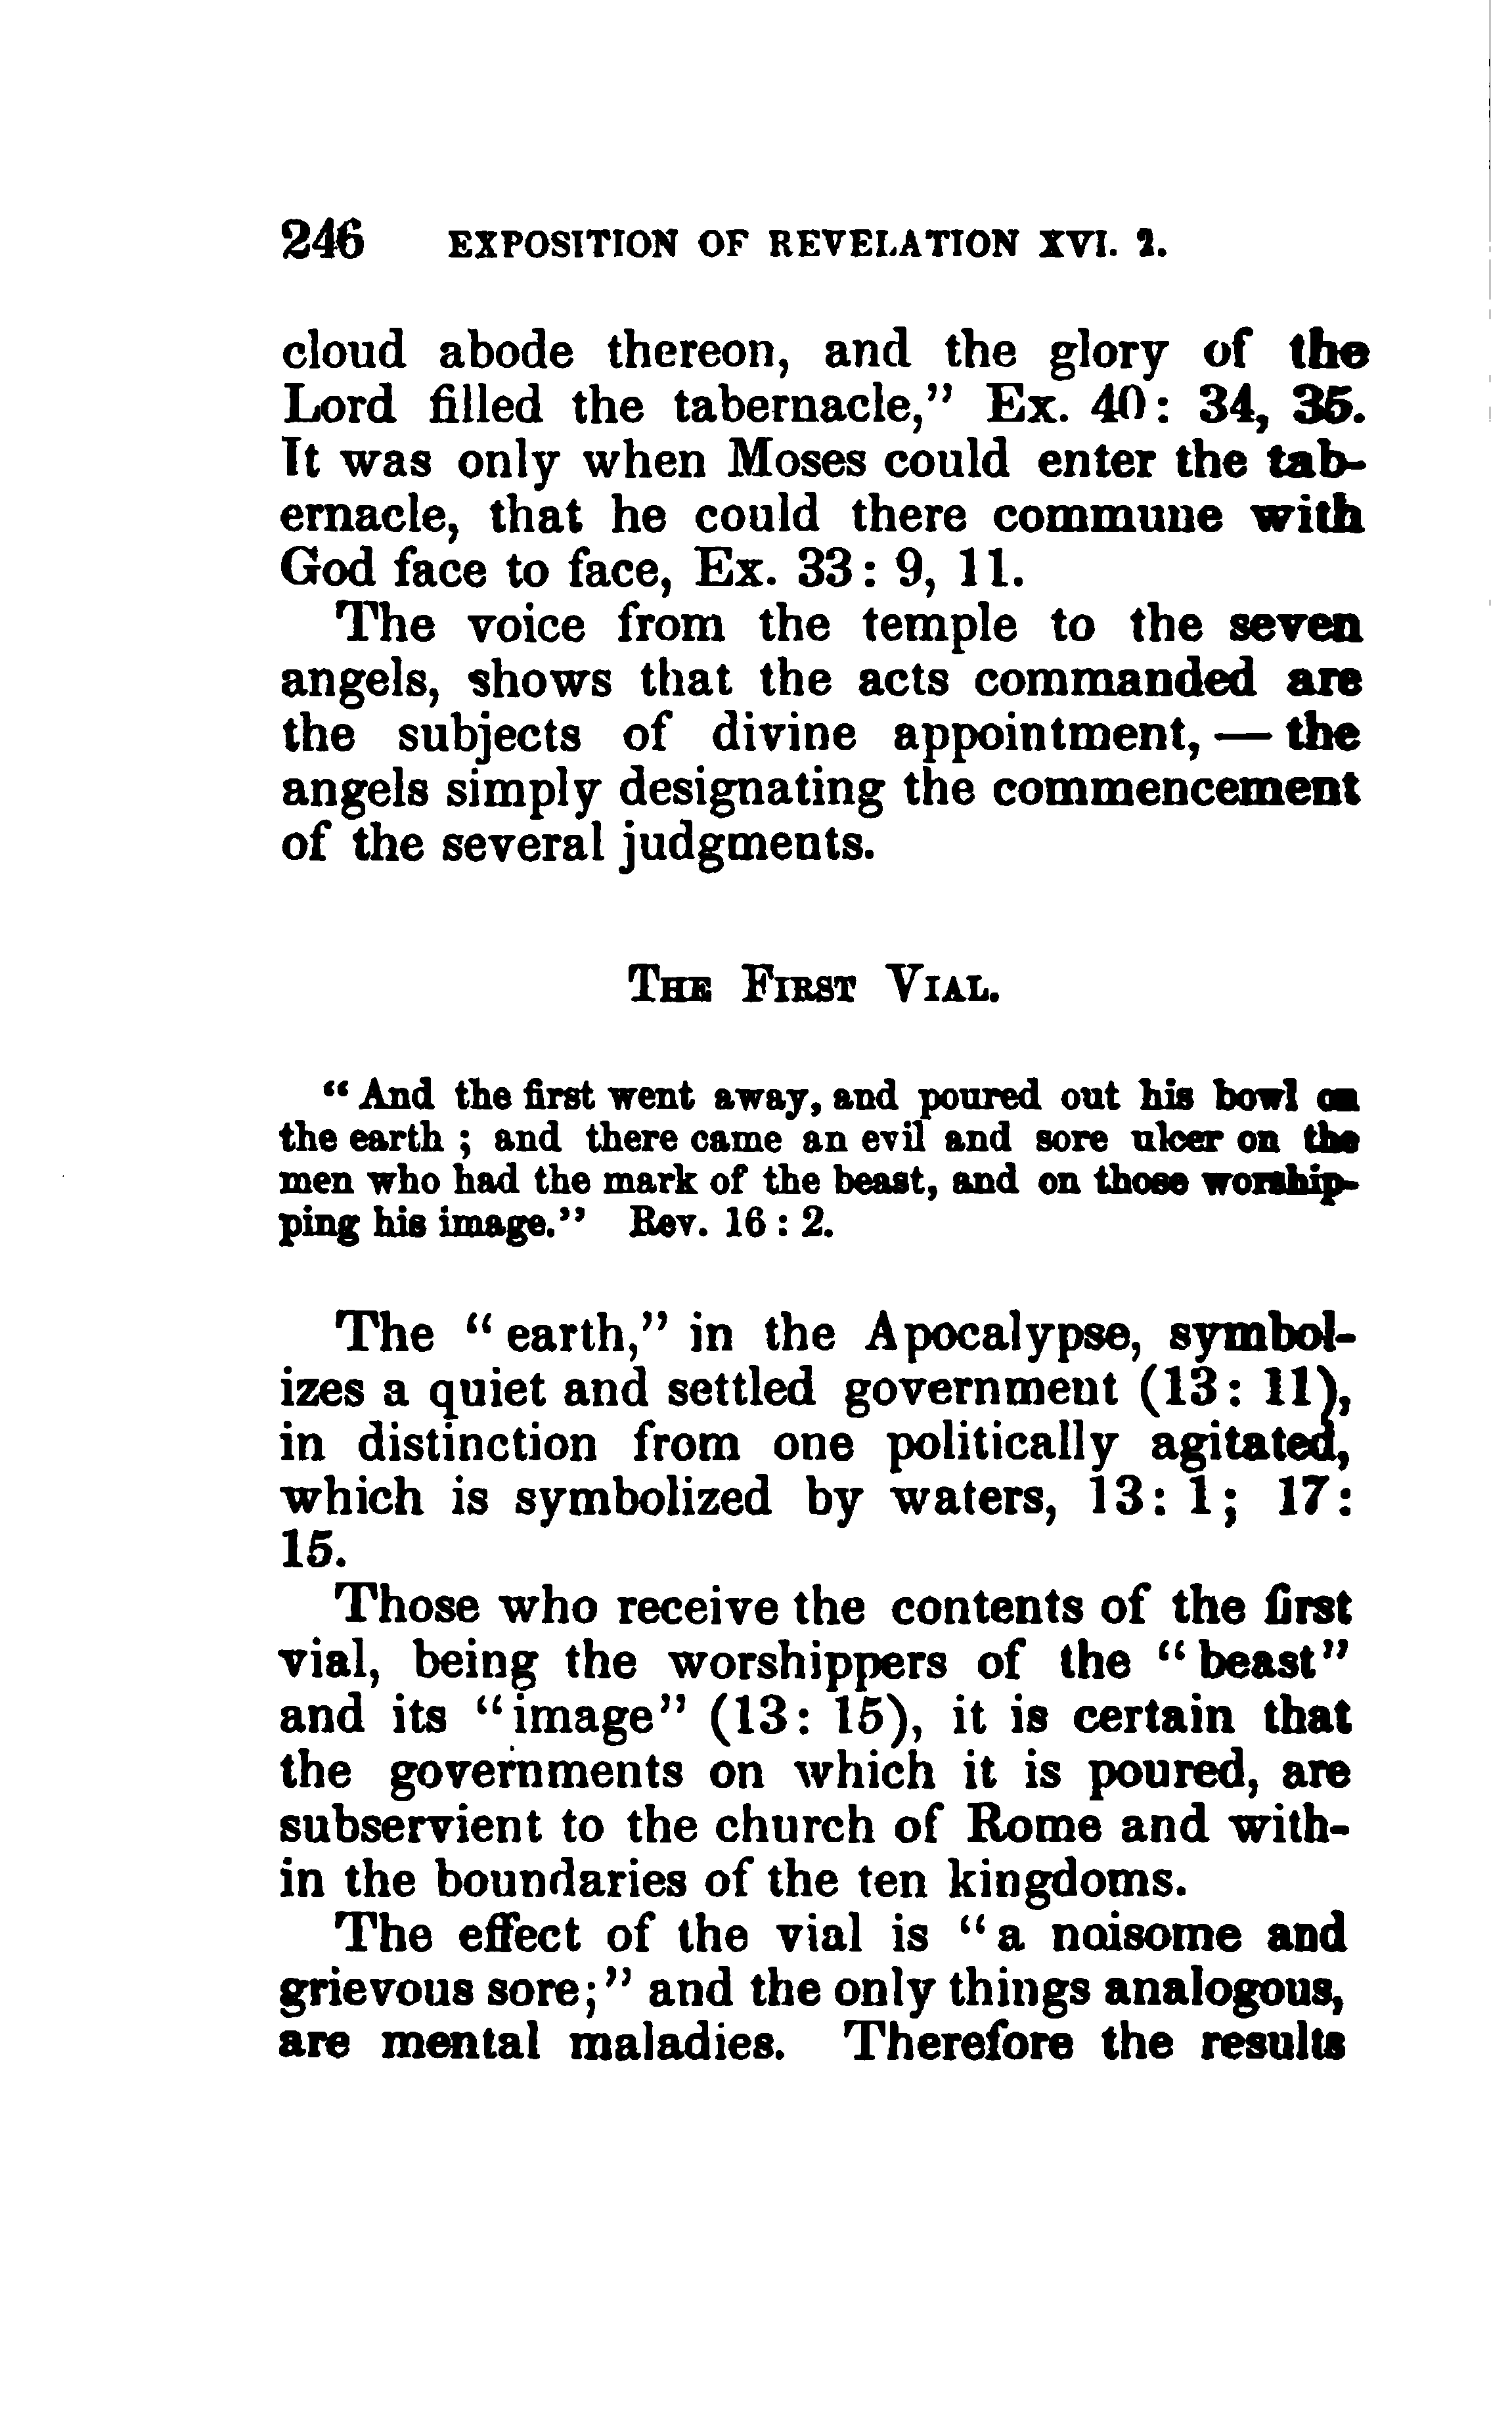 246 EXPOSITION OF REVELATION XVI. 2.
cloud abode thereon, and the glory of the
Lord filled the tabernacle,” Ex. 40: 34, 35.
It was only when Moses could enter the tab-
ernacle, that he could there commune with
God face to face, Ex. 33: 9, 11.
The voice from the temple to the seven
angels, shows that the acts commanded are
the subjects of divine appointment, — the
angels simply designating the commencement
of the several judgments.
THE FIRST VIAL.
“And the first went away, and poured out his bowl on
the earth ; and there came an evil and sore ulcer on the
men who had the mark of the beast, and on those worship-
ping his image.” Rev. 16 : 2.
The “earth,” in the Apocalypse, symbol-
izes a quiet and settled government (13: 11),
in distinction from one politically agitated,
which is symbolized by waters, 13: 1; 17:
15.
Those who receive the contents of the first
vial, being the worshippers of the “beast”
and its “image” (13: 15), it is certain that
the governments on which it is poured, are
subservient to the church of Rome and with-
in the boundaries of the ten kingdoms.
The effect of the vial is “a noisome and
grievous sore;” and the only things analogous,
are mental maladies. Therefore the results